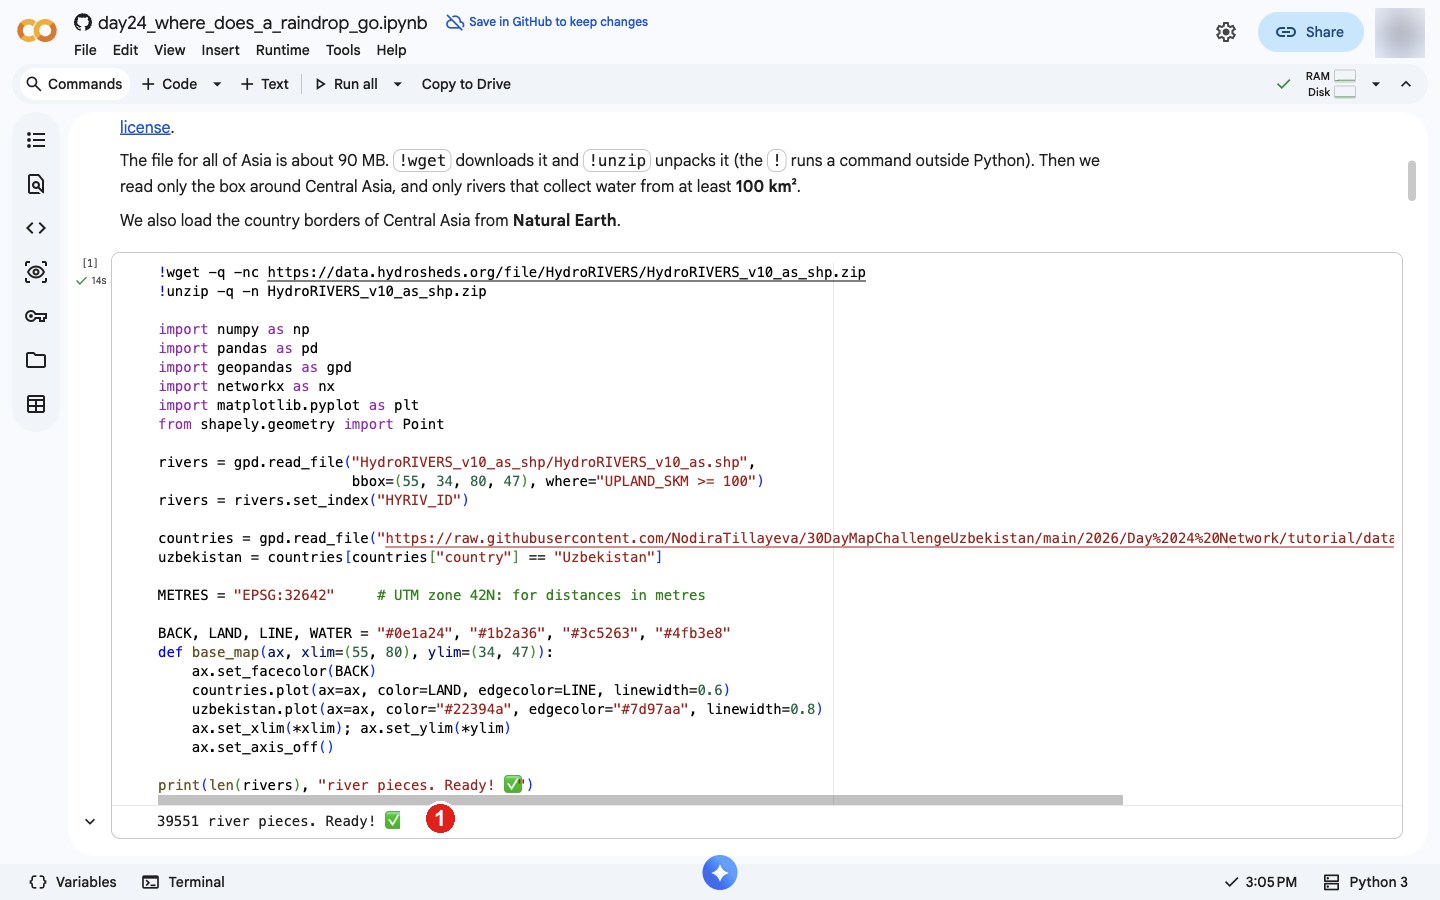 day24_where_does_a_raindrop_go.ipynb
Save in GitHub to keep changes
File Edit View Insert Runtime Tools Help
Share
Commands + Code + Text Run all Copy to Drive
RAM
Disk
license.
The file for all of Asia is about 90 MB. !wget downloads it and !unzip unpacks it (the ! runs a command outside Python). Then we
read only the box around Central Asia, and only rivers that collect water from at least 100 km².
We also load the country borders of Central Asia from Natural Earth.
[1]
14s
!wget -q -nc https://data.hydrosheds.org/file/HydroRIVERS/HydroRIVERS_v10_as_shp.zip
!unzip -q -n HydroRIVERS_v10_as_shp.zip
import numpy as np
import pandas as pd
import geopandas as gpd
import networkx as nx
import matplotlib.pyplot as plt
from shapely.geometry import Point
rivers = gpd.read_file("HydroRIVERS_v10_as_shp/HydroRIVERS_v10_as.shp",
bbox=(55, 34, 80, 47), where="UPLAND_SKM >= 100")
rivers = rivers.set_index("HYRIV_ID")
countries = gpd.read_file("https://raw.githubusercontent.com/NodiraTillayeva/30DayMapChallengeUzbekistan/main/2026/Day%2024%20Network/tutorial/data
uzbekistan = countries[countries["country"] == "Uzbekistan"]
METRES = "EPSG:32642" # UTM zone 42N: for distances in metres
BACK, LAND, LINE, WATER = "#0e1a24", "#1b2a36", "#3c5263", "#4fb3e8"
def base_map(ax, xlim=(55, 80), ylim=(34, 47)):
ax.set_facecolor(BACK)
countries.plot(ax=ax, color=LAND, edgecolor=LINE, linewidth=0.6)
uzbekistan.plot(ax=ax, color="#22394a", edgecolor="#7d97aa", linewidth=0.8)
ax.set_xlim(*xlim); ax.set_ylim(*ylim)
ax.set_axis_off()
print(len(rivers), "river pieces. Ready! ✅")
39551 river pieces. Ready! ✅
1
Variables Terminal
3:05 PM Python 3